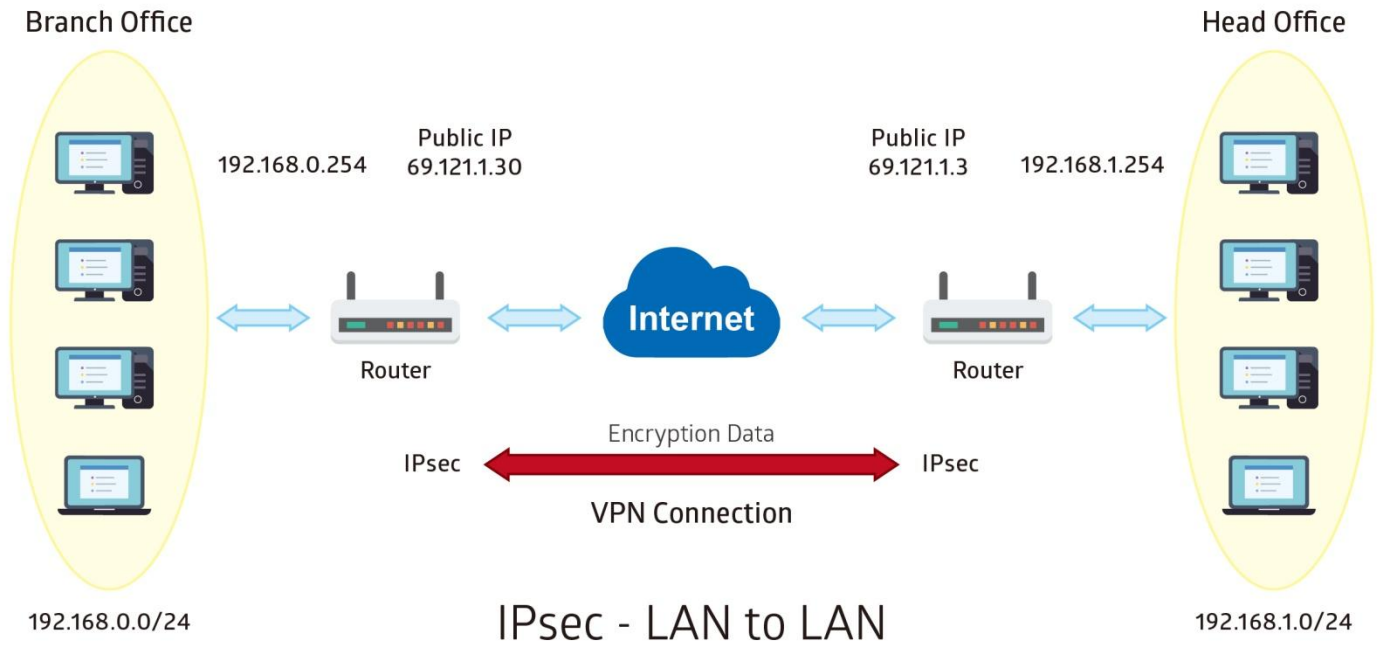 Branch Office
Head Office
Public IP
69.121.1.30
192.168.0.254
Public IP
69.121.1.3
192.168.1.254
Internet
Router
Router
Encryption Data
IPsec
IPsec
VPN Connection
192.168.0.0/24
IPsec - LAN to LAN
192.168.1.0/24